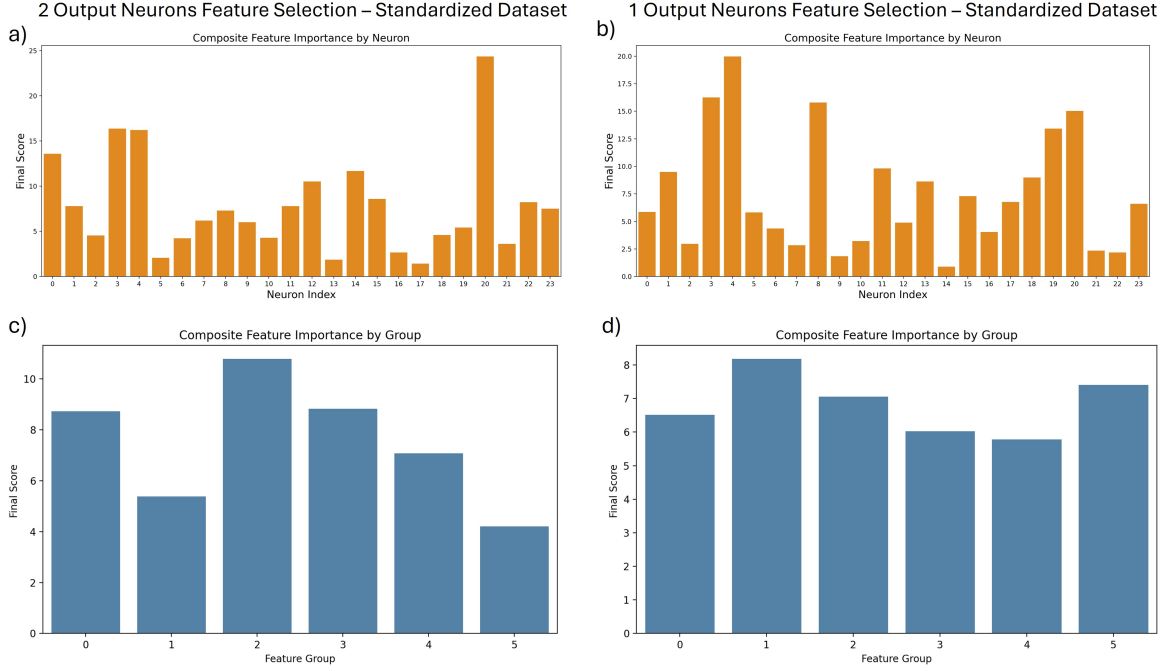 2 Output Neurons Feature Selection – Standardized Dataset
1 Output Neurons Feature Selection – Standardized Dataset
a)
Composite Feature Importance by Neuron
Final Score
25
20
15
10
5
0
0 1 2 3 4 5 6 7 8 9 10 11 12 13 14 15 16 17 18 19 20 21 22 23
Neuron Index
b)
Composite Feature Importance by Neuron
Final Score
20.0
17.5
15.0
12.5
10.0
7.5
5.0
2.5
0.0
0 1 2 3 4 5 6 7 8 9 10 11 12 13 14 15 16 17 18 19 20 21 22 23
Neuron Index
c)
Composite Feature Importance by Group
Final Score
10
8
6
4
2
0
0 1 2 3 4 5
Feature Group
d)
Composite Feature Importance by Group
Final Score
8
7
6
5
4
3
2
1
0
0 1 2 3 4 5
Feature Group